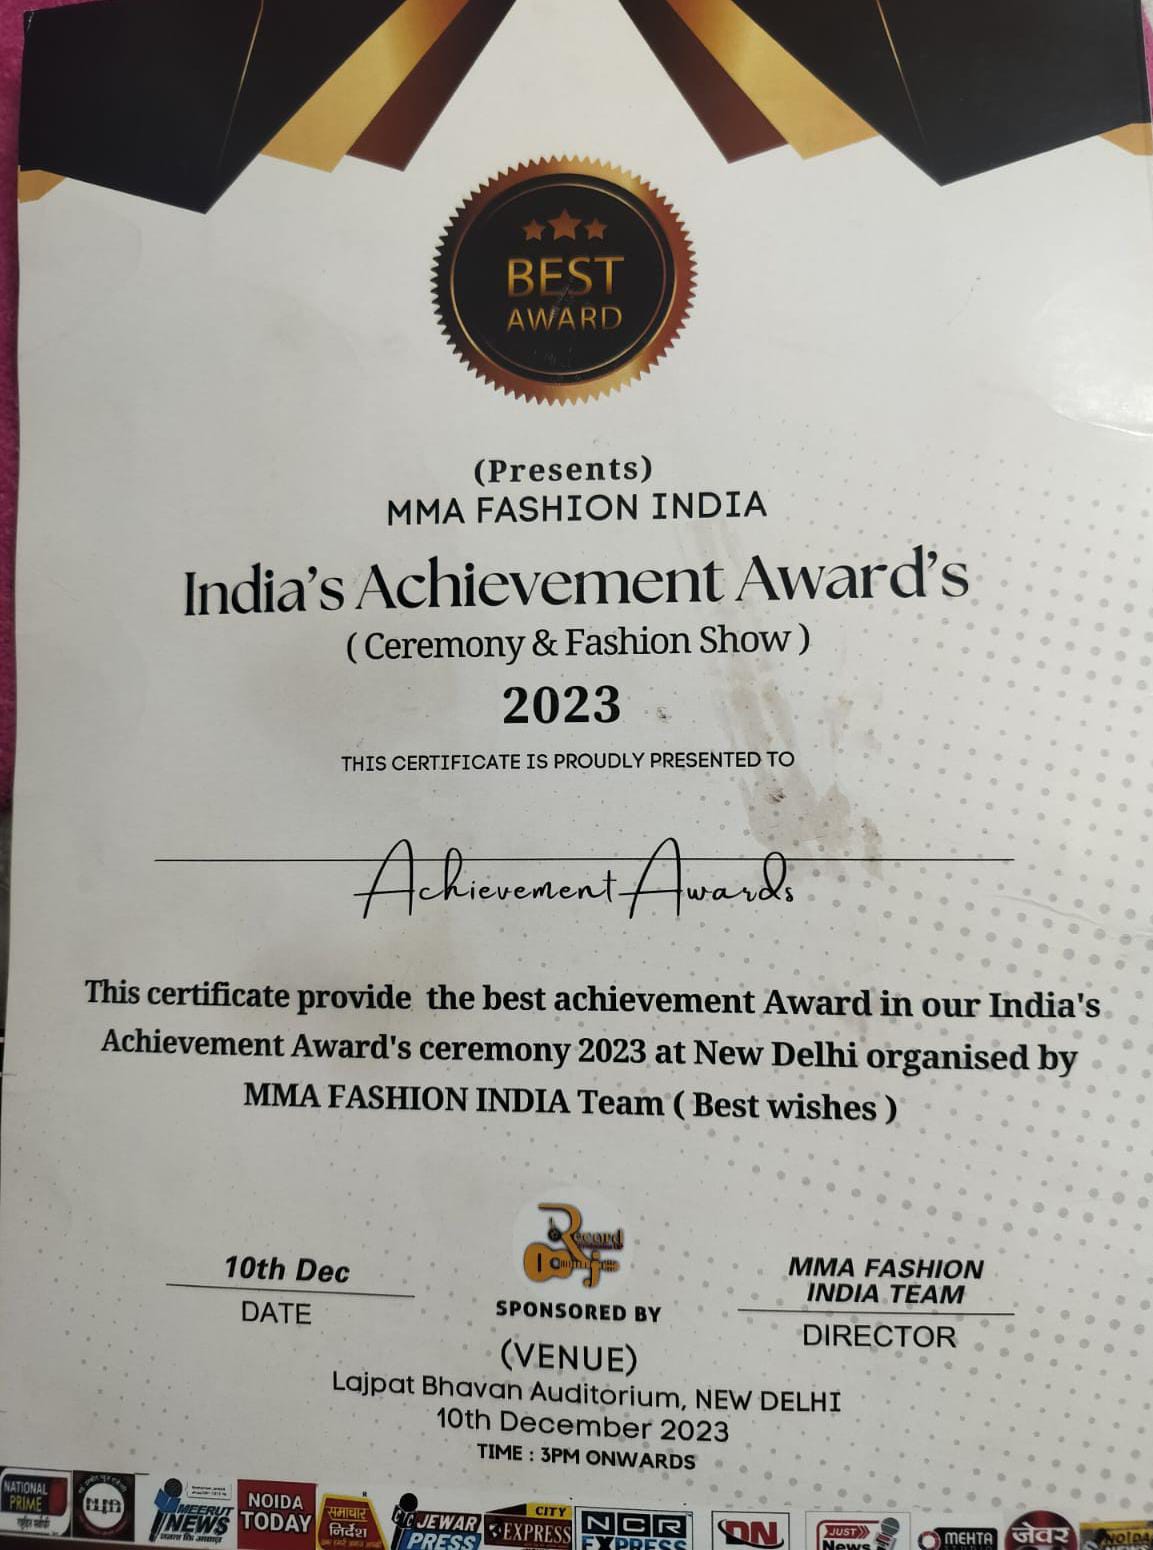 BEST
AWARD
(Presents)
MMA FASHION INDIA
India's Achievement Award's
( Ceremony & Fashion Show )
2023
THIS CERTIFICATE IS PROUDLY PRESENTED TO
Achievement Awards
This certificate provide the best achievement Award in our India's
Achievement Award's ceremony 2023 at New Delhi organised by
MMA FASHION INDIA Team ( Best wishes )
10th Dec
DATE
Record
SPONSORED BY
MMA FASHION
INDIA TEAM
DIRECTOR
(VENUE)
Lajpat Bhavan Auditorium, NEW DELHI
10th December 2023
TIME : 3PM ONWARDS
NATIONAL
PRIME
MEERUT
NEWS
NOIDA
TODAY
समाचार
निर्देश
JEWAR
PRESS
CITY
EXPRESS
NCR
EXPRESS
DN
JUST
News
MEHTA
जेवर
NOIDA